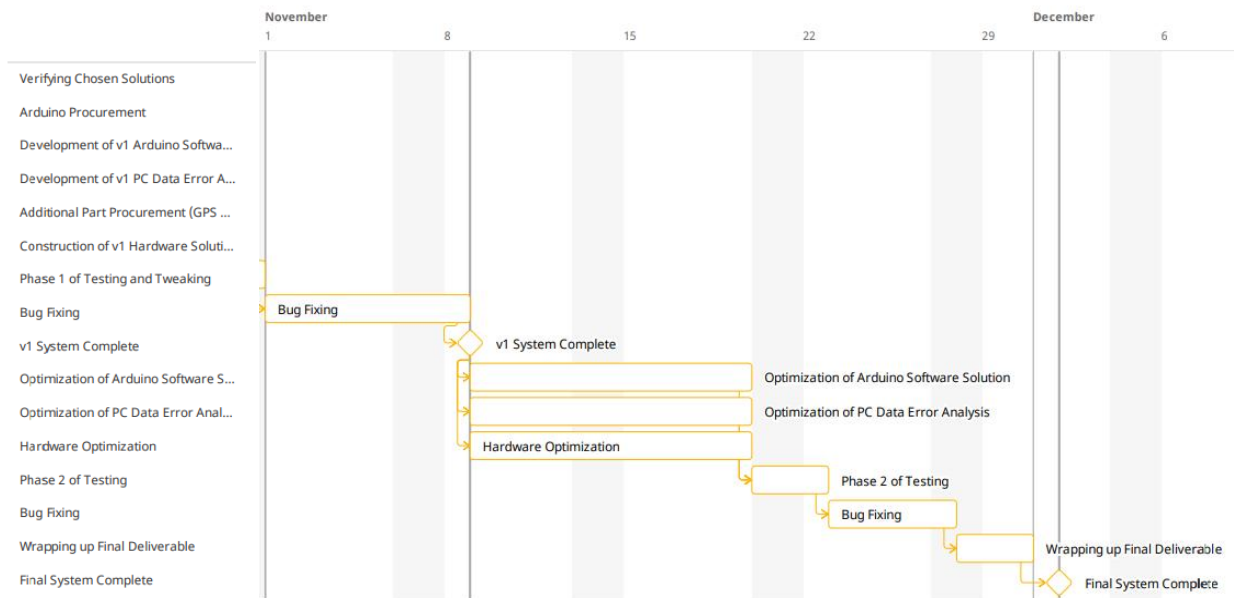 November December
1 8 15 22 29 6
Verifying Chosen Solutions
Arduino Procurement
Development of v1 Arduino Softwa...
Development of v1 PC Data Error A...
Additional Part Procurement (GPS ...
Construction of v1 Hardware Soluti...
Phase 1 of Testing and Tweaking
Bug Fixing Bug Fixing
v1 System Complete v1 System Complete
Optimization of Arduino Software S... Optimization of Arduino Software Solution
Optimization of PC Data Error Anal... Optimization of PC Data Error Analysis
Hardware Optimization Hardware Optimization
Phase 2 of Testing Phase 2 of Testing
Bug Fixing Bug Fixing
Wrapping up Final Deliverable Wrapping up Final Deliverable
Final System Complete Final System Complete